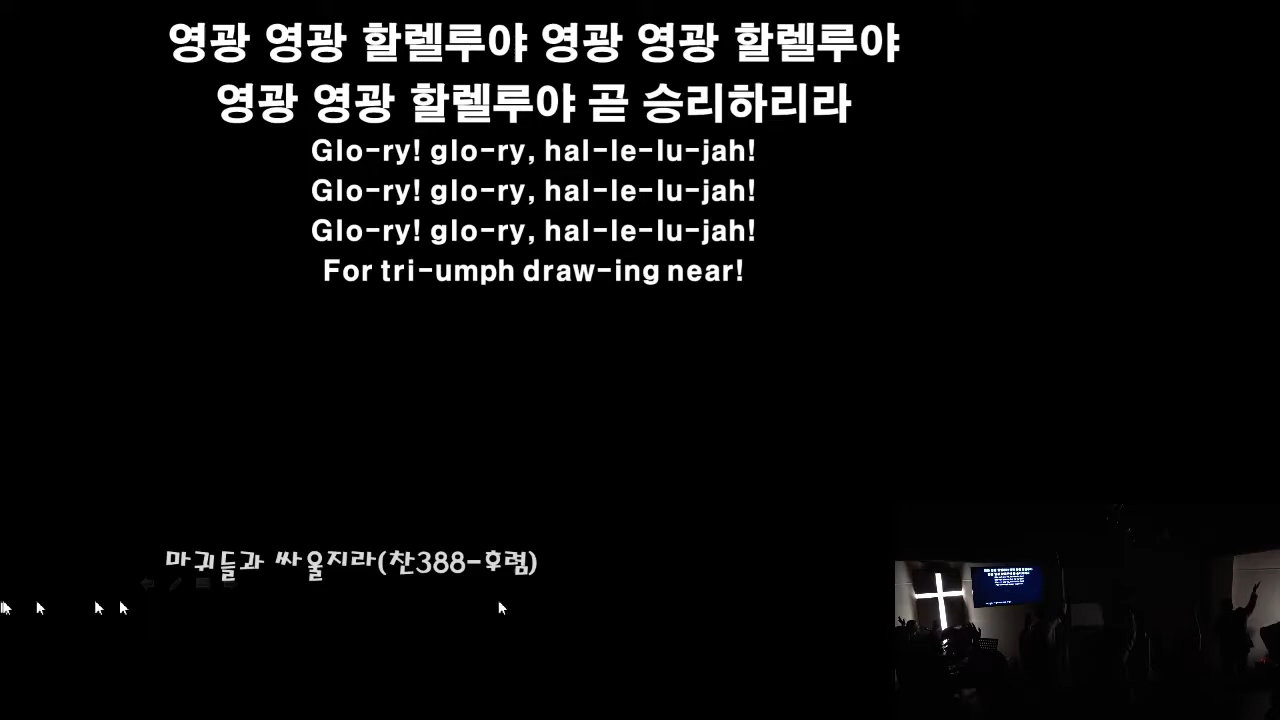 영광 영광 할렐루야 영광 영광 할렐루야
영광 영광 할렐루야 곧 승리하리라
Glo-ry! glo-ry, hal-le-lu-jah!
Glo-ry! glo-ry, hal-le-lu-jah!
Glo-ry! glo-ry, hal-le-lu-jah!
For tri-umph draw-ing near!
마귀들과 싸울지라(찬388-후렴)